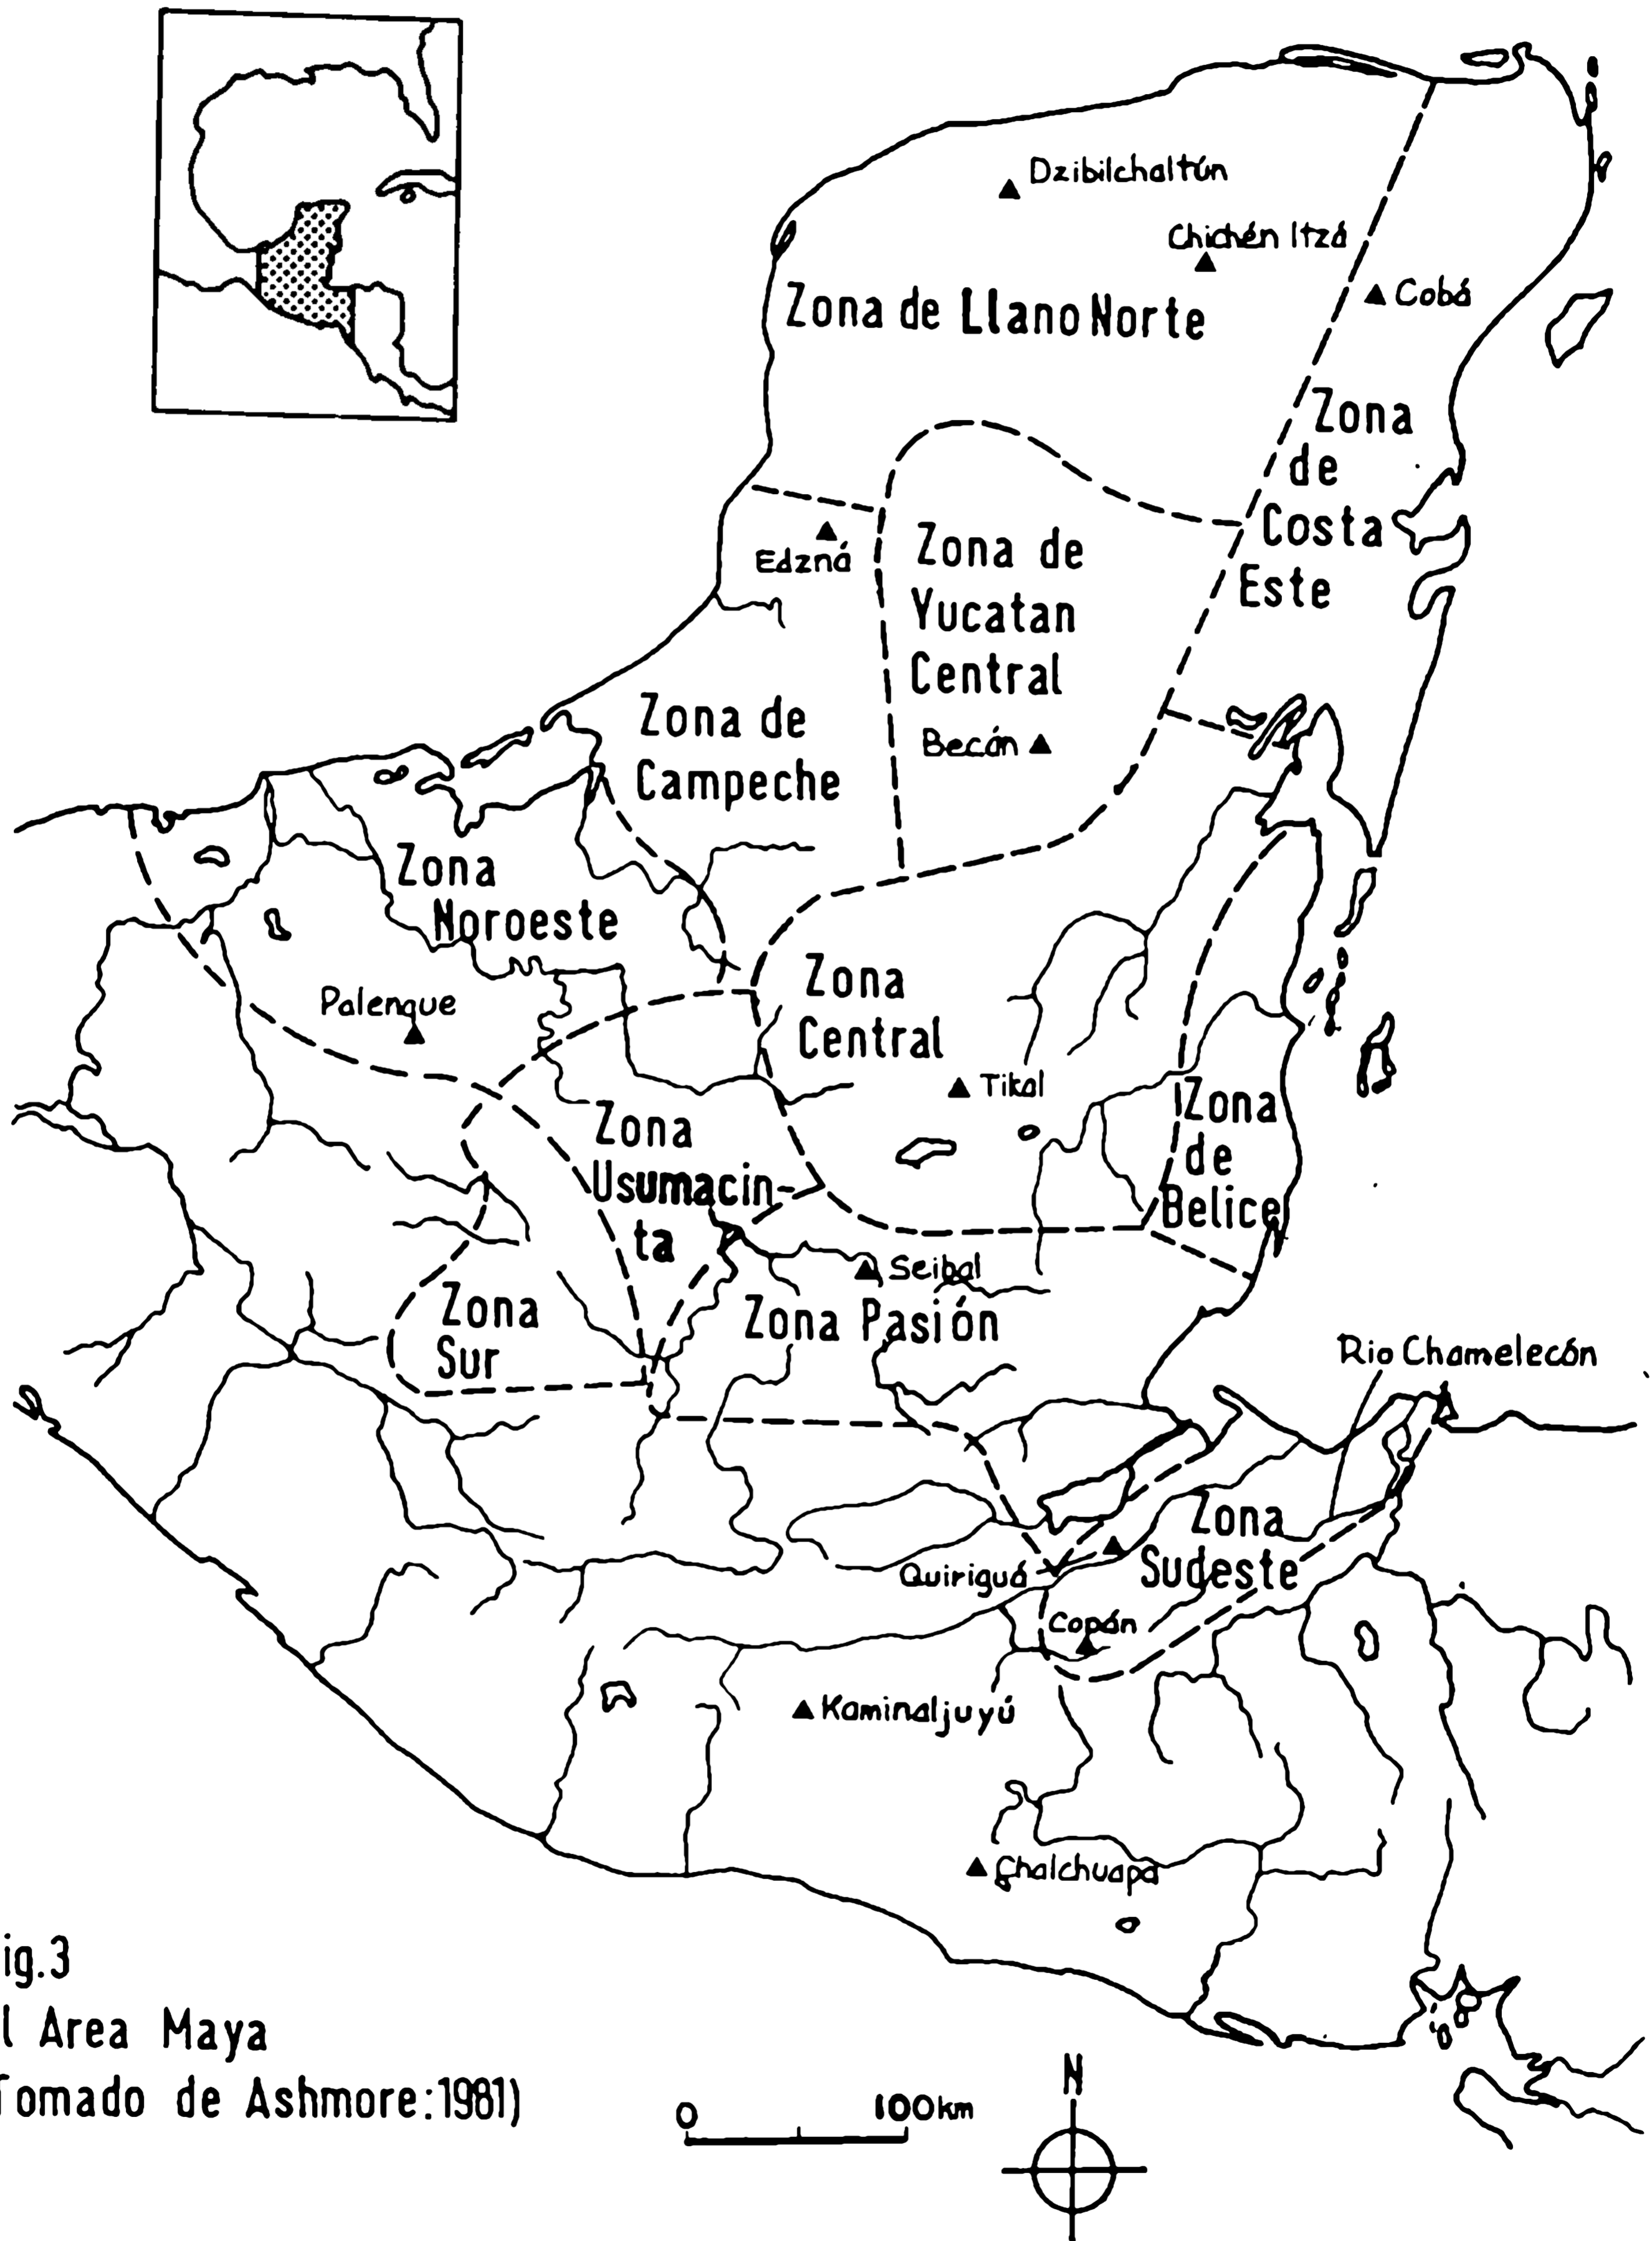 Dzibilchaltún
Chichén Itzá
Cobá
Zona de Llano Norte
Zona
de
Costa
Este
Edzná
Zona de
Yucatan
Central
Becán
Zona de
Campeche
Zona
Noroeste
Palenque
Zona
Central
Tikal
Zona
de
Belice
Zona
Usumacin-
ta
Seibal
Zona
Sur
Zona Pasión
Rio Chamelecón
Zona
Sudeste
Quiriguá
Copán
Kaminaljuyú
Chalchuapa
ig.3
l Area Maya
Tomado de Ashmore:1981)
0 100km
N